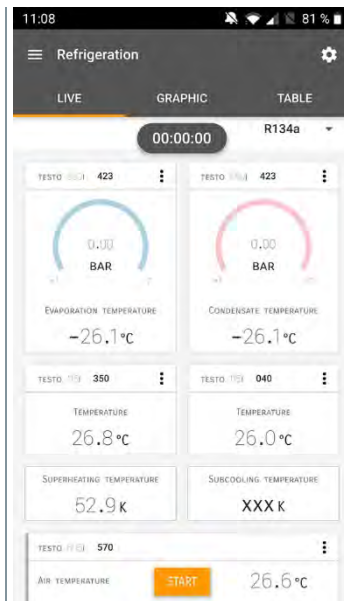 11:08 81 %
Refrigeration
LIVE GRAPHIC TABLE
00:00:00 R134a
TESTO 423 TESTO 423
0.00 0.00
BAR BAR
EVAPORATION TEMPERATURE CONDENSATE TEMPERATURE
-26.1°C -26.1°C
TESTO 350 TESTO 040
TEMPERATURE TEMPERATURE
26.8°C 26.0°C
SUPERHEATING TEMPERATURE SUBCOOLING TEMPERATURE
52.9 K XXX K
TESTO 570
AIR TEMPERATURE START 26.6°C